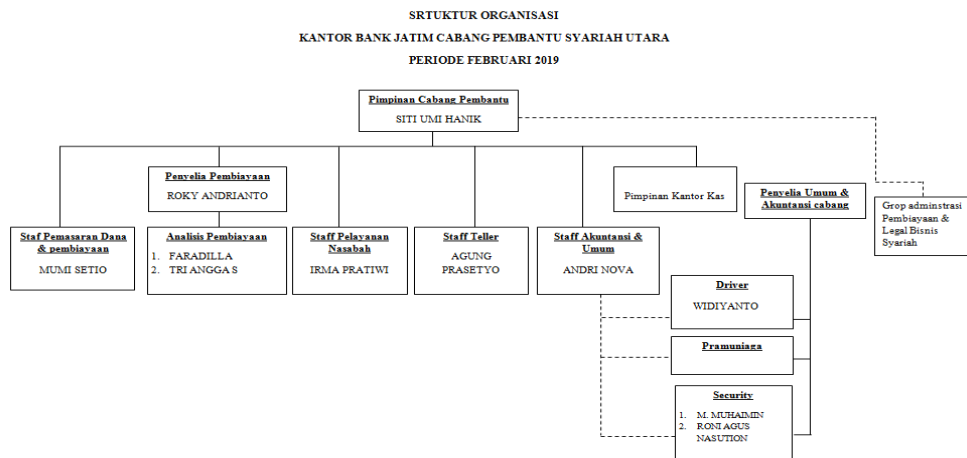 SRTUKTUR ORGANISASI
KANTOR BANK JATIM CABANG PEMBANTU SYARIAH UTARA
PERIODE FEBRUARI 2019
Pimpinan Cabang Pembantu
SITI UMI HANIK
Penyelia Pembiayaan
ROKY ANDRIANTO
Pimpinan Kantor Kas
Penyelia Umum &
Akuntansi cabang
Grop adminstrasi
Pembiayaan &
Legal Bisnis
Syariah
Staf Pemasaran Dana
& pembiayaan
MUMI SETIO
Analisis Pembiayaan
1. FARADILLA
2. TRI ANGGA S
Staff Pelayanan
Nasabah
IRMA PRATIWI
Staff Teller
AGUNG
PRASETYO
Staff Akuntansi &
Umum
ANDRI NOVA
Driver
WIDIYANTO
Pramuniaga
Security
1. M. MUHAIMIN
2. RONI AGUS
NASUTION